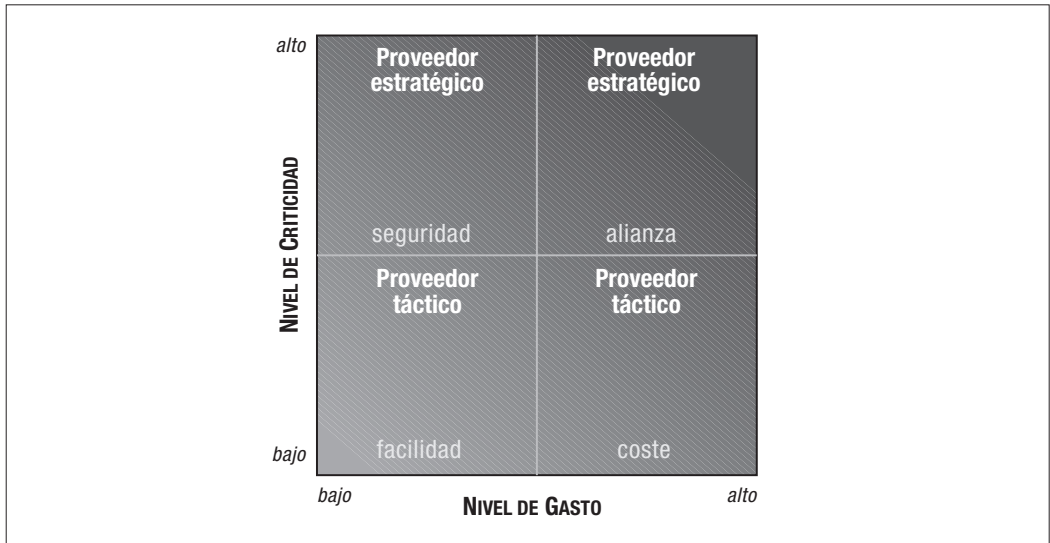 alto
Proveedor
estratégico
Proveedor
estratégico
seguridad
alianza
NIVEL DE CRITICIDAD
Proveedor
táctico
Proveedor
táctico
facilidad
coste
bajo
bajo
NIVEL DE GASTO
alto